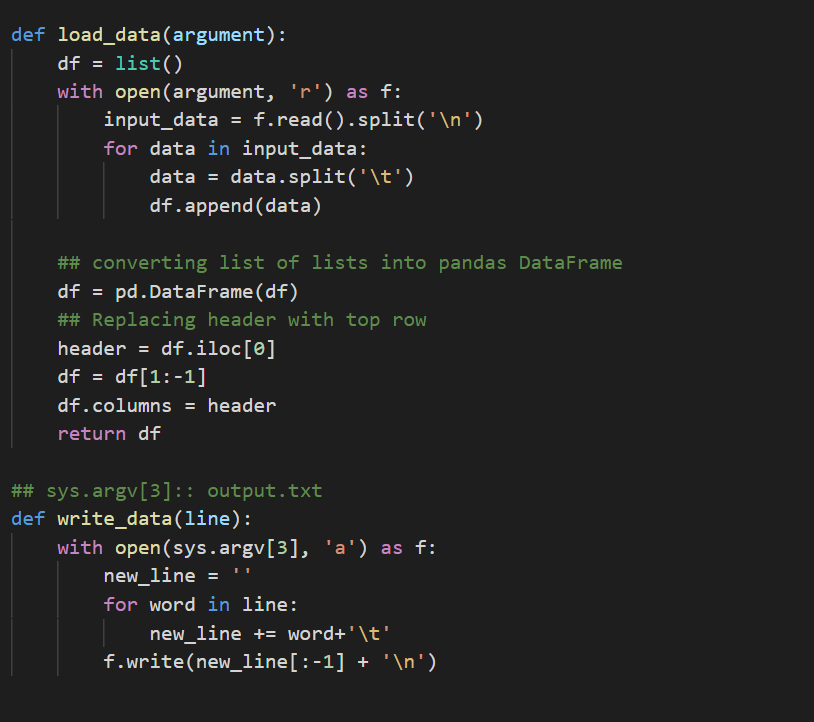 def load_data(argument):
    df = list()
    with open(argument, 'r') as f:
        input_data = f.read().split('\n')
        for data in input_data:
            data = data.split('\t')
            df.append(data)

    ## converting list of lists into pandas DataFrame
    df = pd.DataFrame(df)
    ## Replacing header with top row
    header = df.iloc[0]
    df = df[1:-1]
    df.columns = header
    return df

## sys.argv[3]:: output.txt
def write_data(line):
    with open(sys.argv[3], 'a') as f:
        new_line = ''
        for word in line:
            new_line += word+'\t'
        f.write(new_line[:-1] + '\n')